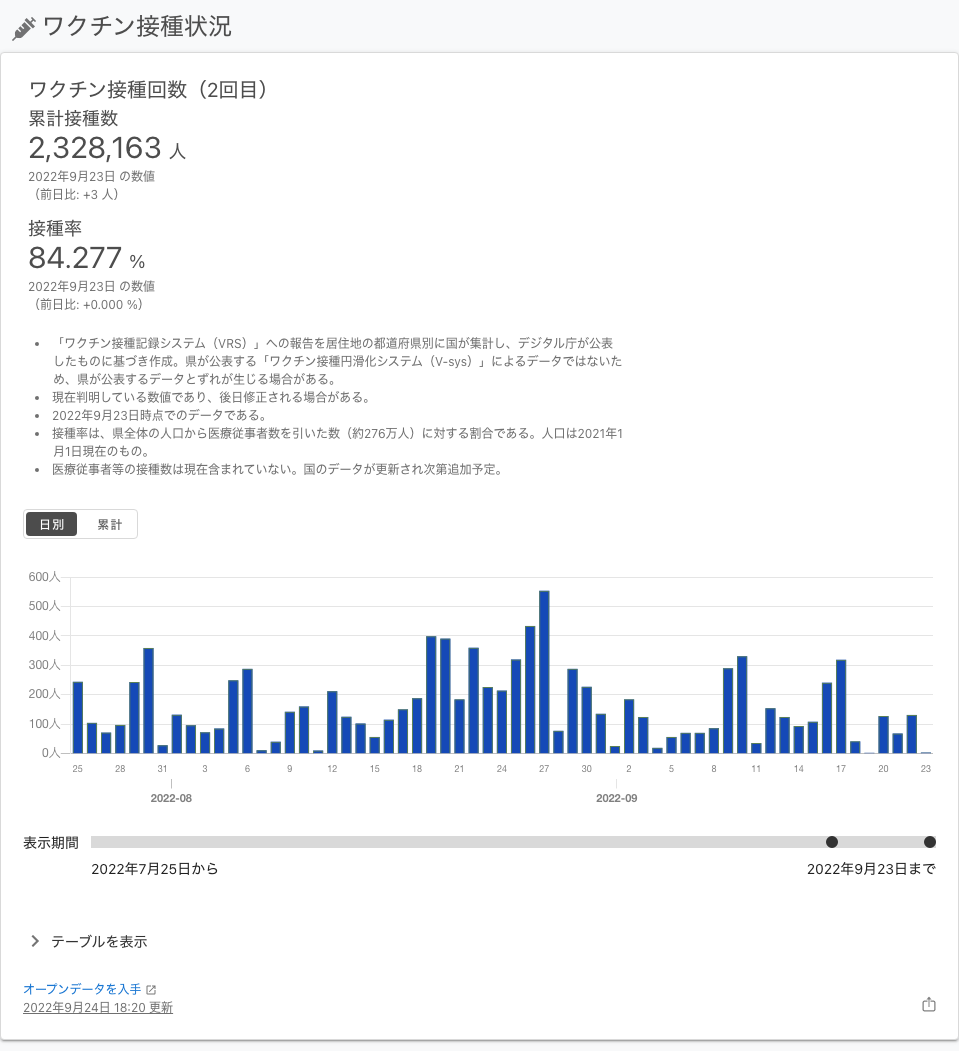 ワクチン接種状況
ワクチン接種回数（2回目）
累計接種数
2,328,163 人
2022年9月23日 の数値
（前日比: +3 人）
接種率
84.277 %
2022年9月23日 の数値
（前日比: +0.000 %）
• 「ワクチン接種記録システム（VRS）」への報告を居住地の都道府県別に国が集計し、デジタル庁が公表
したものに基づき作成。県が公表する「ワクチン接種円滑化システム（V-sys）」によるデータではないた
め、県が公表するデータとずれが生じる場合がある。
• 現在判明している数値であり、後日修正される場合がある。
• 2022年9月23日時点でのデータである。
• 接種率は、県全体の人口から医療従事者数を引いた数（約276万人）に対する割合である。人口は2021年1
月1日現在のもの。
• 医療従事者等の接種数は現在含まれていない。国のデータが更新され次第追加予定。
日別 累計
600人
500人
400人
300人
200人
100人
0人
25 28 31 3 6 9 12 15 18 21 24 27 30 2 5 8 11 14 17 20 23
2022-08 2022-09
表示期間
2022年7月25日から 2022年9月23日まで
テーブルを表示
オープンデータを入手
2022年9月24日 18:20 更新